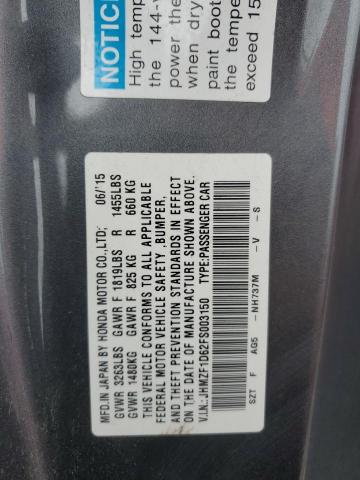 NOTICE
High temp
the 144-v
power the
when dry
paint boot
the tempe
exceed 15
MFD.IN JAPAN BY HONDA MOTOR CO.,LTD; 06/'15
GVWR 3263LBS GAWR F 1819LBS R 1455LBS
GVWR 1480KG GAWR F 825 KG R 660 KG
THIS VEHICLE CONFORMS TO ALL APPLICABLE
FEDERAL MOTOR VEHICLE SAFETY ,BUMPER,
AND THEFT PREVENTION STANDARDS IN EFFECT
ON THE DATE OF MANUFACTURE SHOWN ABOVE.
V.I.N.: JHMZF1D62FS003150 TYPE:PASSENGER CAR
SZT F AG5 -NH737M -V -S